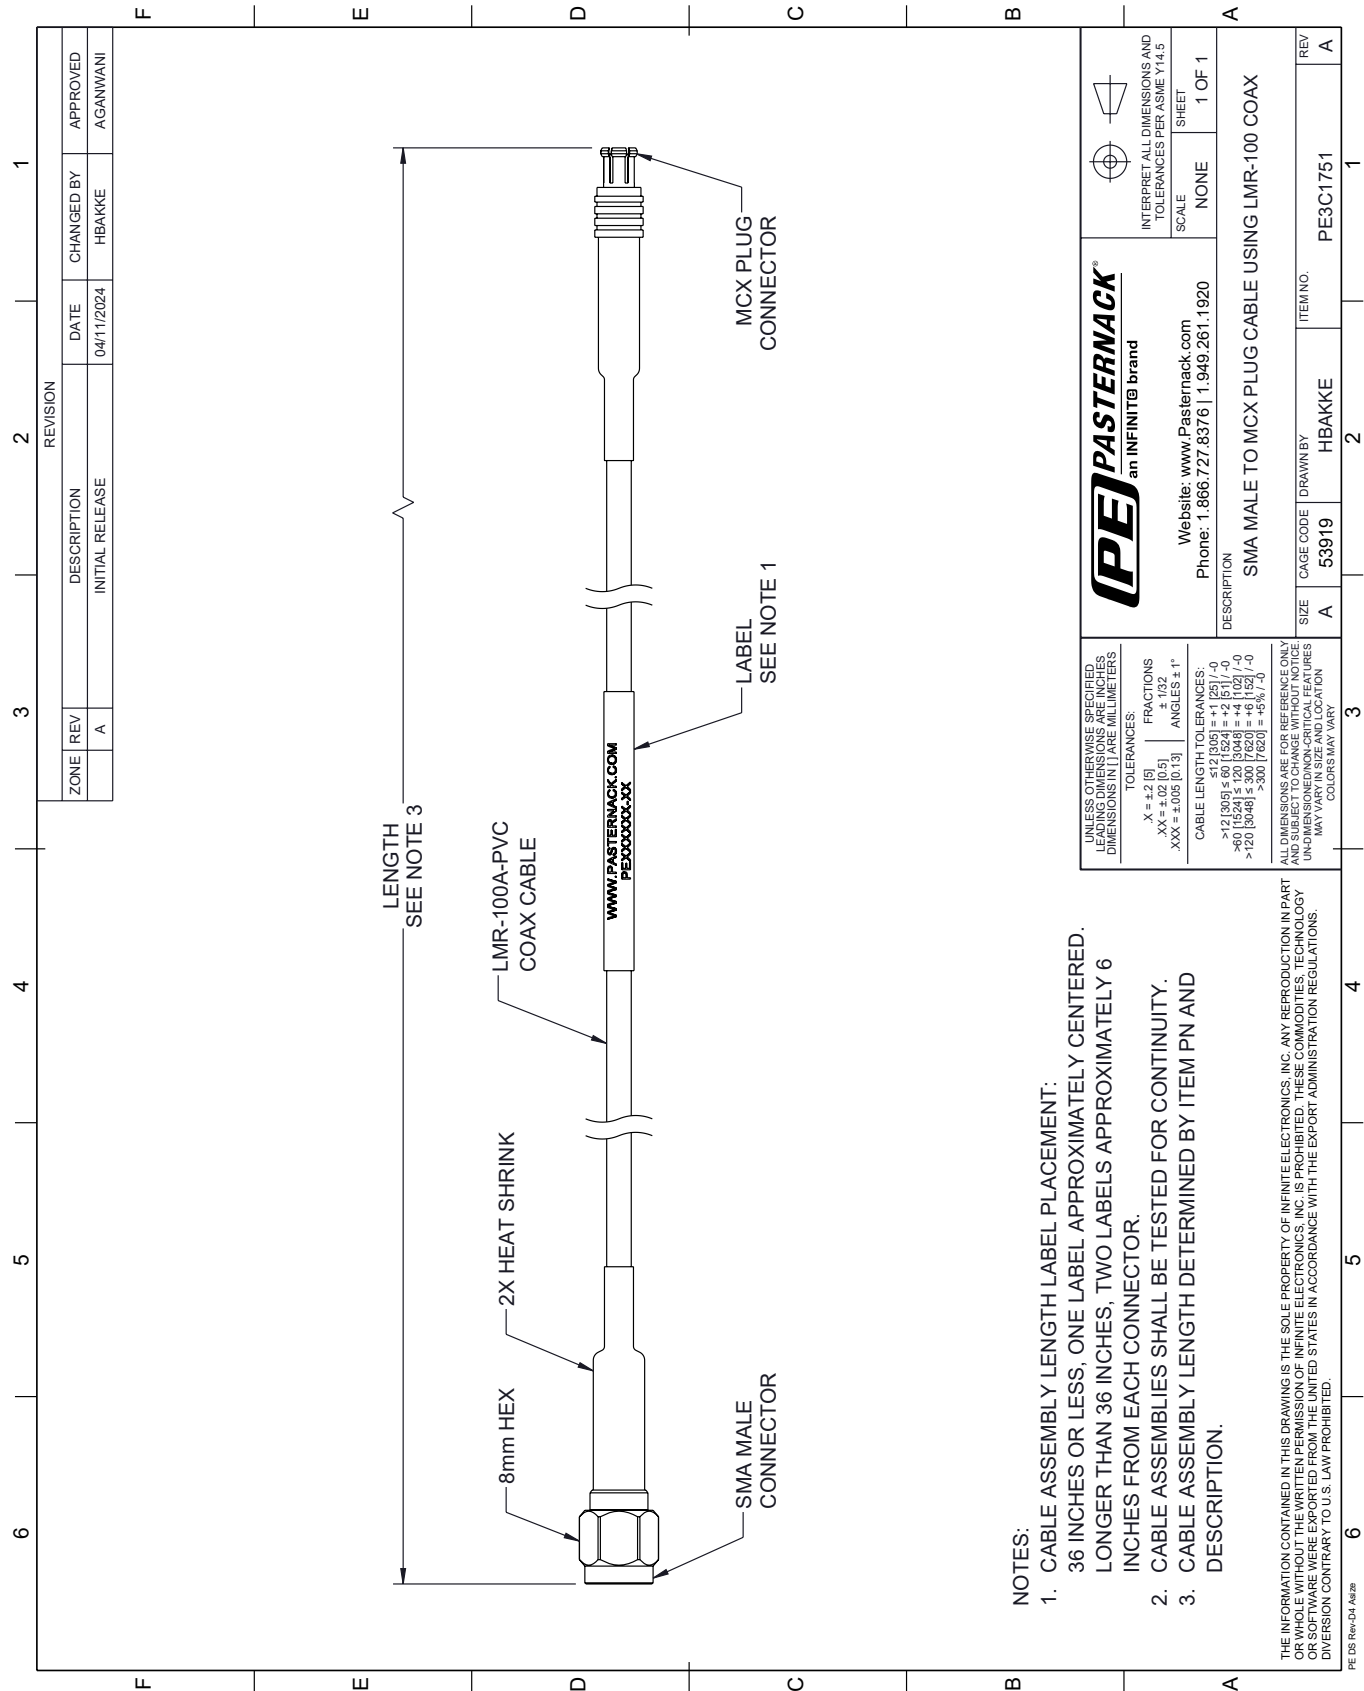 REVISION
ZONE REV DESCRIPTION DATE CHANGED BY APPROVED
A INITIAL RELEASE 04/11/2024 HBAKKE AGANWANI
6 5 4 3 2 1
F
E
D
C
B
A
LENGTH
SEE NOTE 3
8mm HEX
2X HEAT SHRINK
LMR-100A-PVC
COAX CABLE
WWW.PASTERNACK.COM
PEXXXXXX-XX
SMA MALE
CONNECTOR
LABEL
SEE NOTE 1
MCX PLUG
CONNECTOR
NOTES:
1. CABLE ASSEMBLY LENGTH LABEL PLACEMENT:
36 INCHES OR LESS, ONE LABEL APPROXIMATELY CENTERED.
LONGER THAN 36 INCHES, TWO LABELS APPROXIMATELY 6
INCHES FROM EACH CONNECTOR.
2. CABLE ASSEMBLIES SHALL BE TESTED FOR CONTINUITY.
3. CABLE ASSEMBLY LENGTH DETERMINED BY ITEM PN AND
DESCRIPTION.
THE INFORMATION CONTAINED IN THIS DRAWING IS THE SOLE PROPERTY OF INFINITE ELECTRONICS, INC. ANY REPRODUCTION IN PART
OR WHOLE WITHOUT THE WRITTEN PERMISSION OF INFINITE ELECTRONICS, INC. IS PROHIBITED. THESE COMMODITIES, TECHNOLOGY
OR SOFTWARE WERE EXPORTED FROM THE UNITED STATES IN ACCORDANCE WITH THE EXPORT ADMINISTRATION REGULATIONS.
DIVERSION CONTRARY TO U.S. LAW PROHIBITED.
UNLESS OTHERWISE SPECIFIED
LEADING DIMENSIONS ARE INCHES
DIMENSIONS IN [ ] ARE MILLIMETERS
TOLERANCES:
.X = ±.2 [5]
.XX = ±.02 [0.5]
.XXX = ±.005 [0.13]
FRACTIONS
± 1/32
ANGLES ± 1°
CABLE LENGTH TOLERANCES:
≤12 [305] = +1 [25] / -0
>12 [305] ≤ 60 [1524] = +2 [51] / -0
>60 [1524] ≤ 120 [3048] = +4 [102] / -0
>120 [3048] ≤ 300 [7620] = +6 [152] / -0
>300 [7620] = +5% / -0
ALL DIMENSIONS ARE FOR REFERENCE ONLY
AND SUBJECT TO CHANGE WITHOUT NOTICE.
UN-DIMENSIONED/NON-CRITICAL FEATURES
MAY VARY IN SIZE AND LOCATION
COLORS MAY VARY
PE PASTERNACK®
an INFINITE brand
Website: www.Pasternack.com
Phone: 1.866.727.8376 | 1.949.261.1920
INTERPRET ALL DIMENSIONS AND
TOLERANCES PER ASME Y14.5
SCALE
NONE
SHEET
1 OF 1
DESCRIPTION
SMA MALE TO MCX PLUG CABLE USING LMR-100 COAX
SIZE
A
CAGE CODE
53919
DRAWN BY
HBAKKE
ITEM NO.
PE3C1751
REV
A
F
E
D
C
B
A
6 5 4 3 2 1
PE DS Rev-D4 Asize